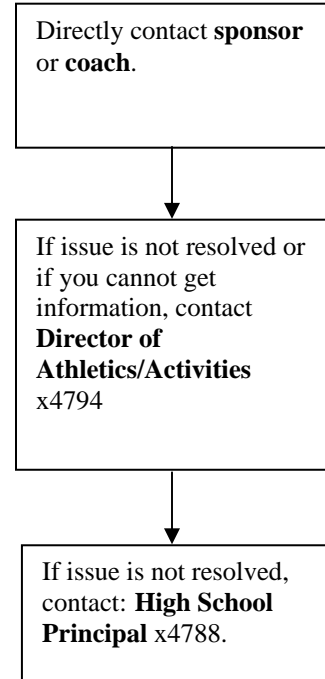 Directly contact sponsor
or coach.
If issue is not resolved or
if you cannot get
information, contact
Director of
Athletics/Activities
x4794
If issue is not resolved,
contact: High School
Principal x4788.